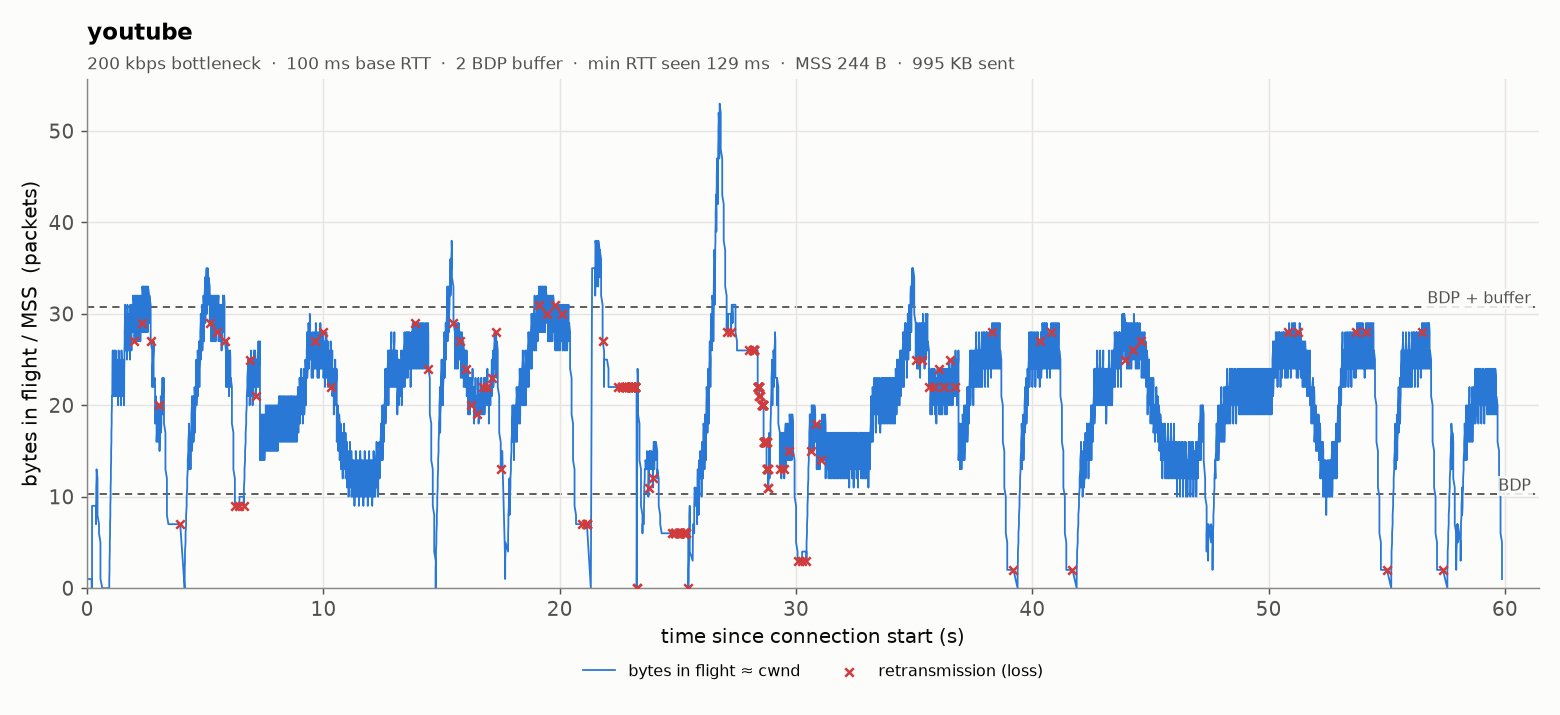 youtube
200 kbps bottleneck · 100 ms base RTT · 2 BDP buffer · min RTT seen 129 ms · MSS 244 B · 995 KB sent
bytes in flight / MSS (packets)
50
40
30
20
10
0
BDP + buffer
BDP
0 10 20 30 40 50 60
time since connection start (s)
bytes in flight ≈ cwnd
retransmission (loss)